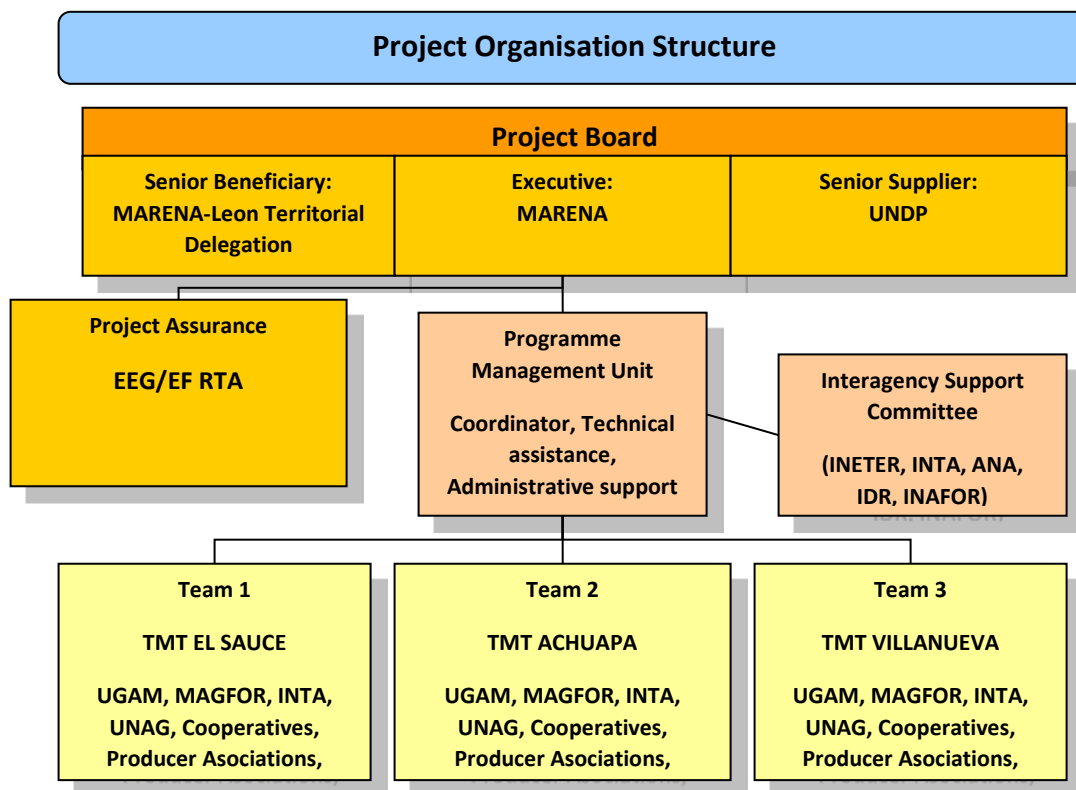 Project Organisation Structure
Project Board
Senior Beneficiary:
MARENA-Leon Territorial
Delegation
Executive:
MARENA
Senior Supplier:
UNDP
Project Assurance
EEG/EF RTA
Programme
Management Unit
Coordinator, Technical
assistance,
Administrative support
Interagency Support
Committee
(INETER, INTA, ANA,
IDR, INAFOR)
Team 1
TMT EL SAUCE
UGAM, MAGFOR, INTA,
UNAG, Cooperatives,
Producer Asociations,
Team 2
TMT ACHUAPA
UGAM, MAGFOR, INTA,
UNAG, Cooperatives,
Producer Asociations,
Team 3
TMT VILLANUEVA
UGAM, MAGFOR, INTA,
UNAG, Cooperatives,
Producer Asociations,